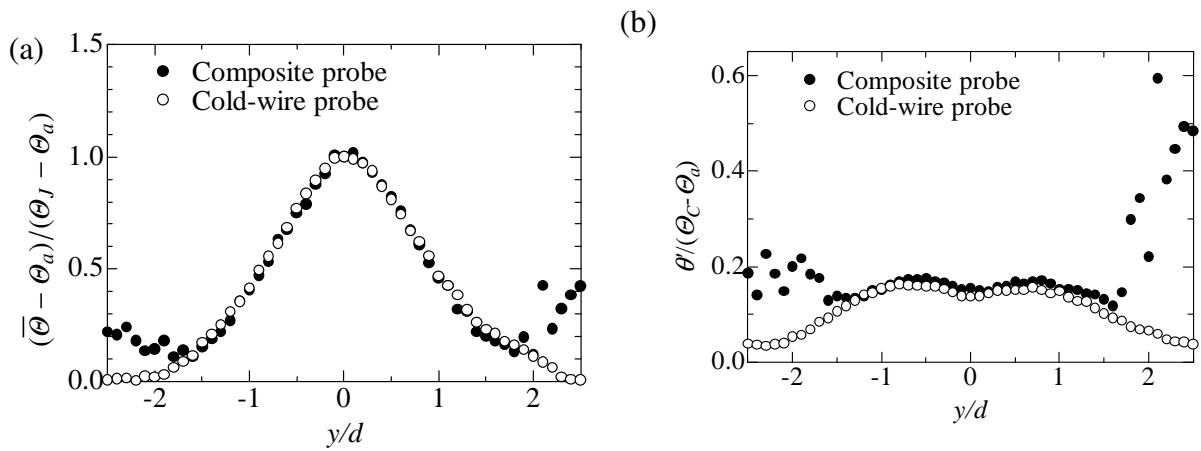 (a)
1.5
1.0
0.5
0.0
(Θ̅ − Θₐ)/(Θ_J − Θₐ)
Composite probe
Cold-wire probe
-2 -1 0 1 2
y/d
(b)
0.6
0.4
0.2
0.0
θ'/(Θ_C-Θₐ)
Composite probe
Cold-wire probe
-2 -1 0 1 2
y/d